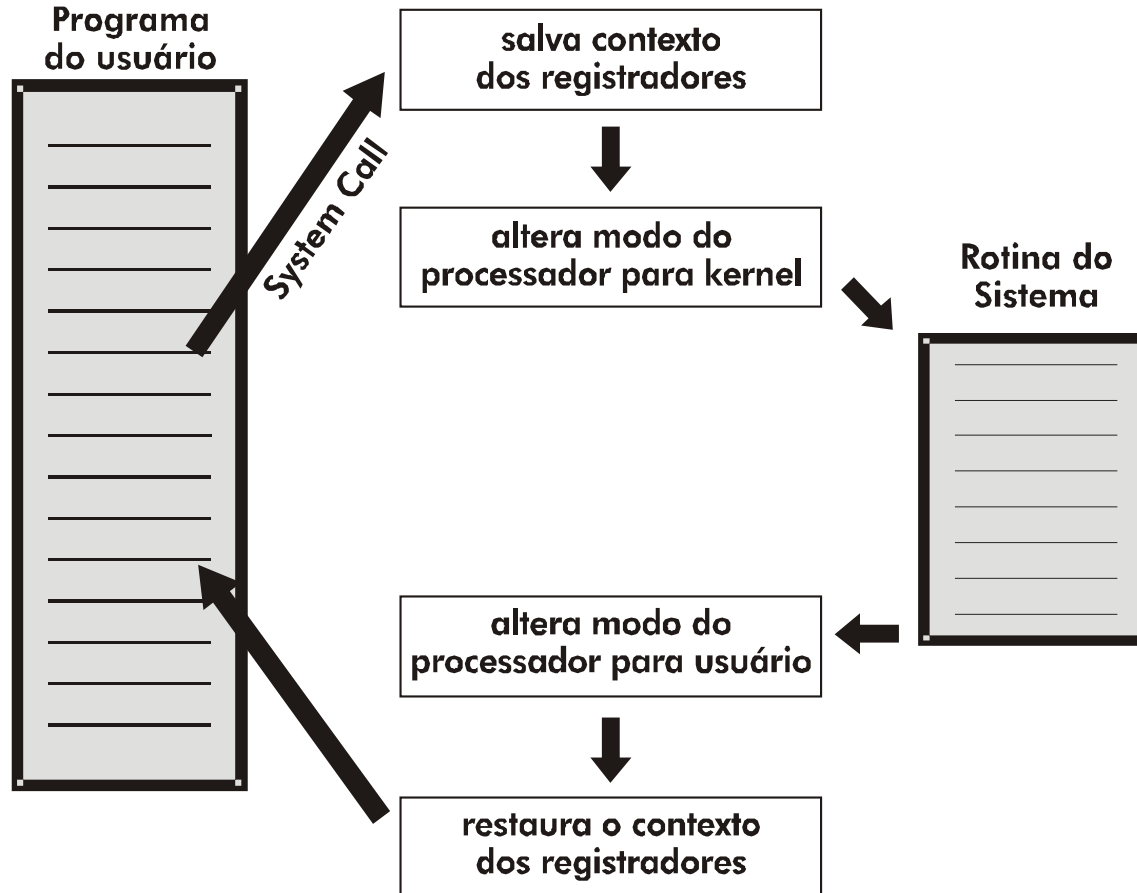 Programa
do usuário
salva contexto
dos registradores
System Call
altera modo do
processador para kernel
Rotina do
Sistema
altera modo do
processador para usuário
restaura o contexto
dos registradores